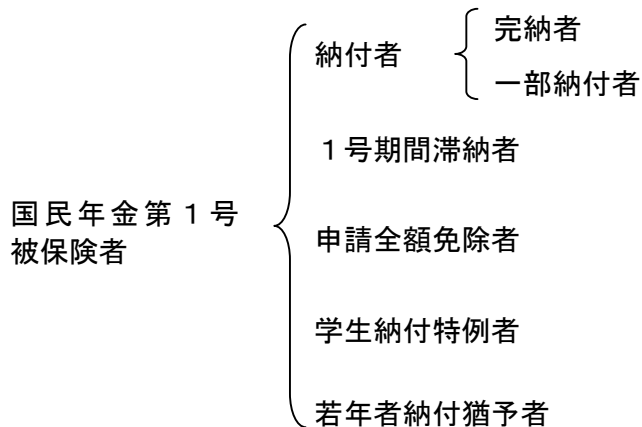 国民年金第１号
被保険者
納付者
完納者
一部納付者
１号期間滞納者
申請全額免除者
学生納付特例者
若年者納付猶予者